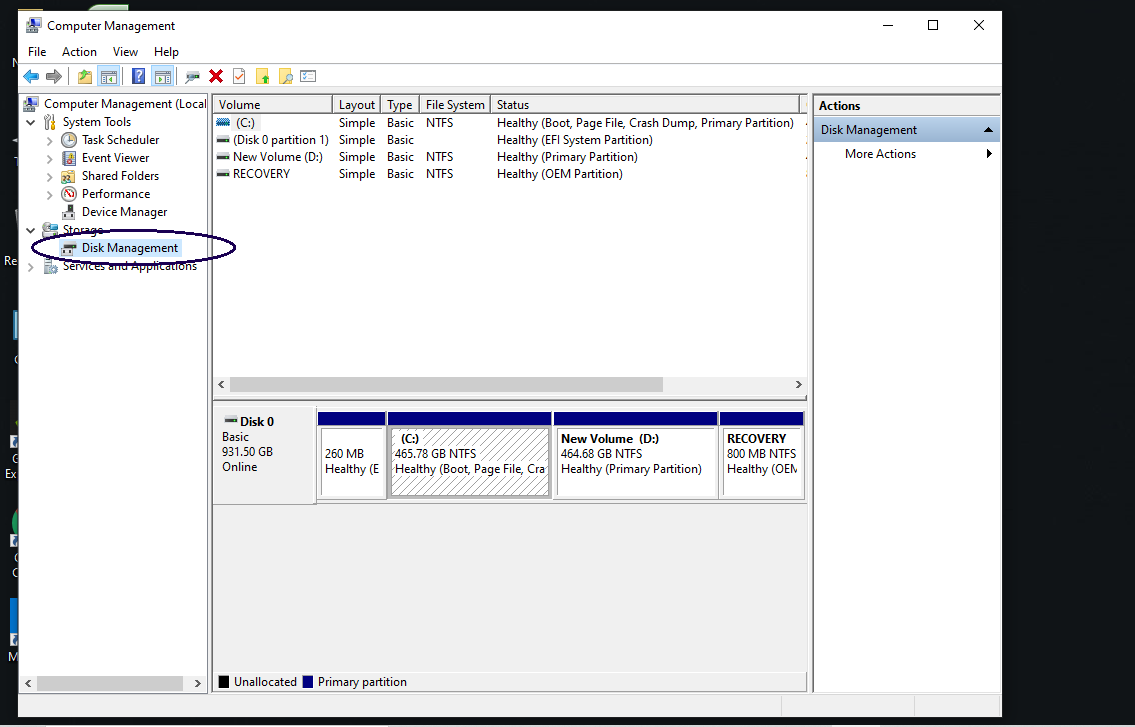 Computer Management
File Action View Help
Computer Management (Local
System Tools
Task Scheduler
Event Viewer
Shared Folders
Performance
Device Manager
Storage
Disk Management
Services and Applications
Volume Layout Type File System Status
(C:) Simple Basic NTFS Healthy (Boot, Page File, Crash Dump, Primary Partition)
(Disk 0 partition 1) Simple Basic Healthy (EFI System Partition)
New Volume (D:) Simple Basic NTFS Healthy (Primary Partition)
RECOVERY Simple Basic NTFS Healthy (OEM Partition)
Disk 0
Basic
931.50 GB
Online
260 MB
Healthy (E
(C:)
465.78 GB NTFS
Healthy (Boot, Page File, Cra
New Volume (D:)
464.68 GB NTFS
Healthy (Primary Partition)
RECOVERY
800 MB NTFS
Healthy (OEM
Unallocated Primary partition
Actions
Disk Management
More Actions